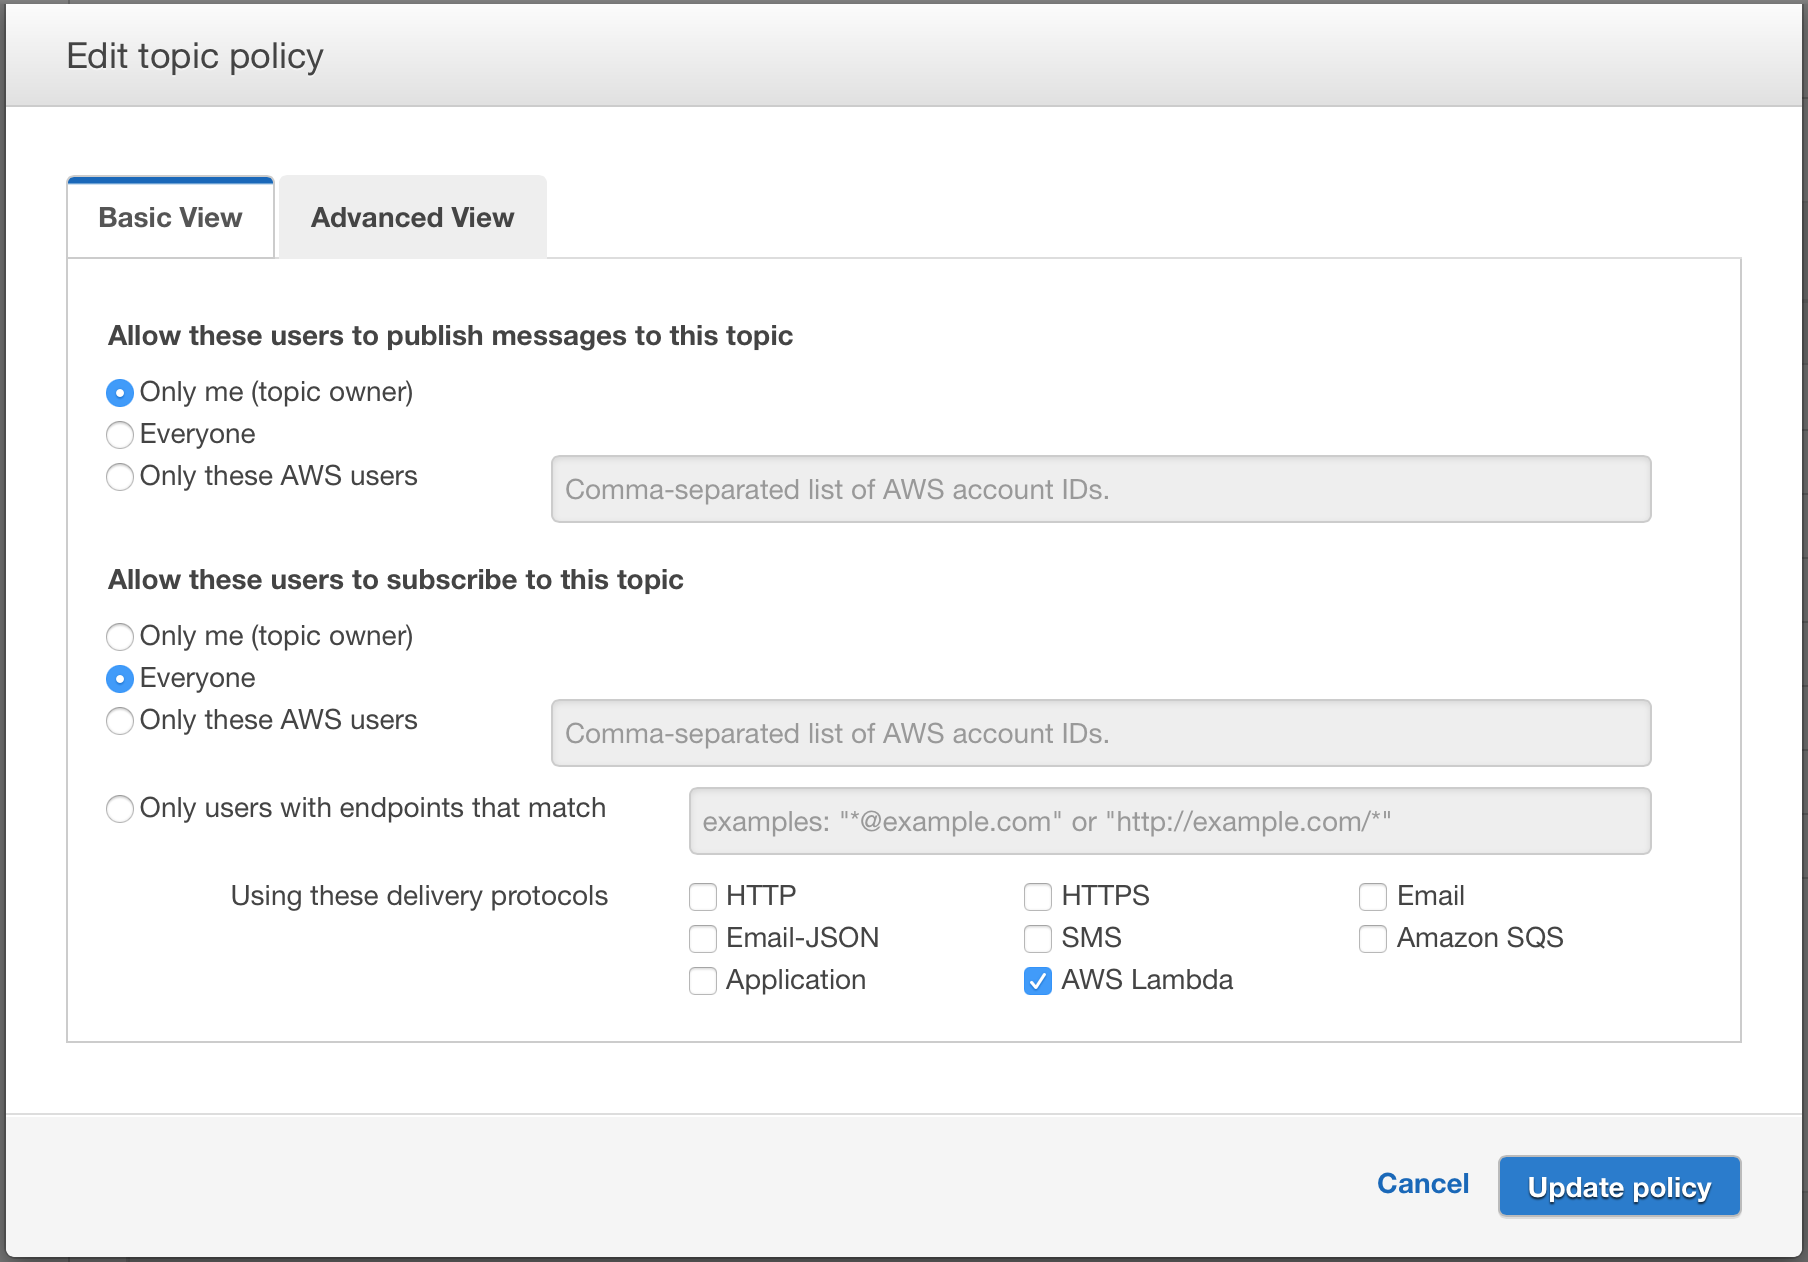 Edit topic policy
Basic View
Advanced View
Allow these users to publish messages to this topic
Only me (topic owner)
Everyone
Only these AWS users
Comma-separated list of AWS account IDs.
Allow these users to subscribe to this topic
Only me (topic owner)
Everyone
Only these AWS users
Comma-separated list of AWS account IDs.
Only users with endpoints that match
examples: "*@example.com" or "http://example.com/*"
Using these delivery protocols
HTTP
HTTPS
Email
Email-JSON
SMS
Amazon SQS
Application
AWS Lambda
Cancel
Update policy